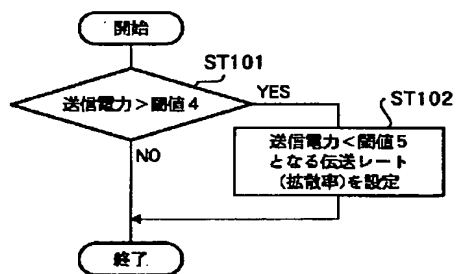 開始
ST101
送信電力>閾値4
YES
ST102
送信電力<閾値5
となる伝送レート
(拡散率)を設定
NO
終了